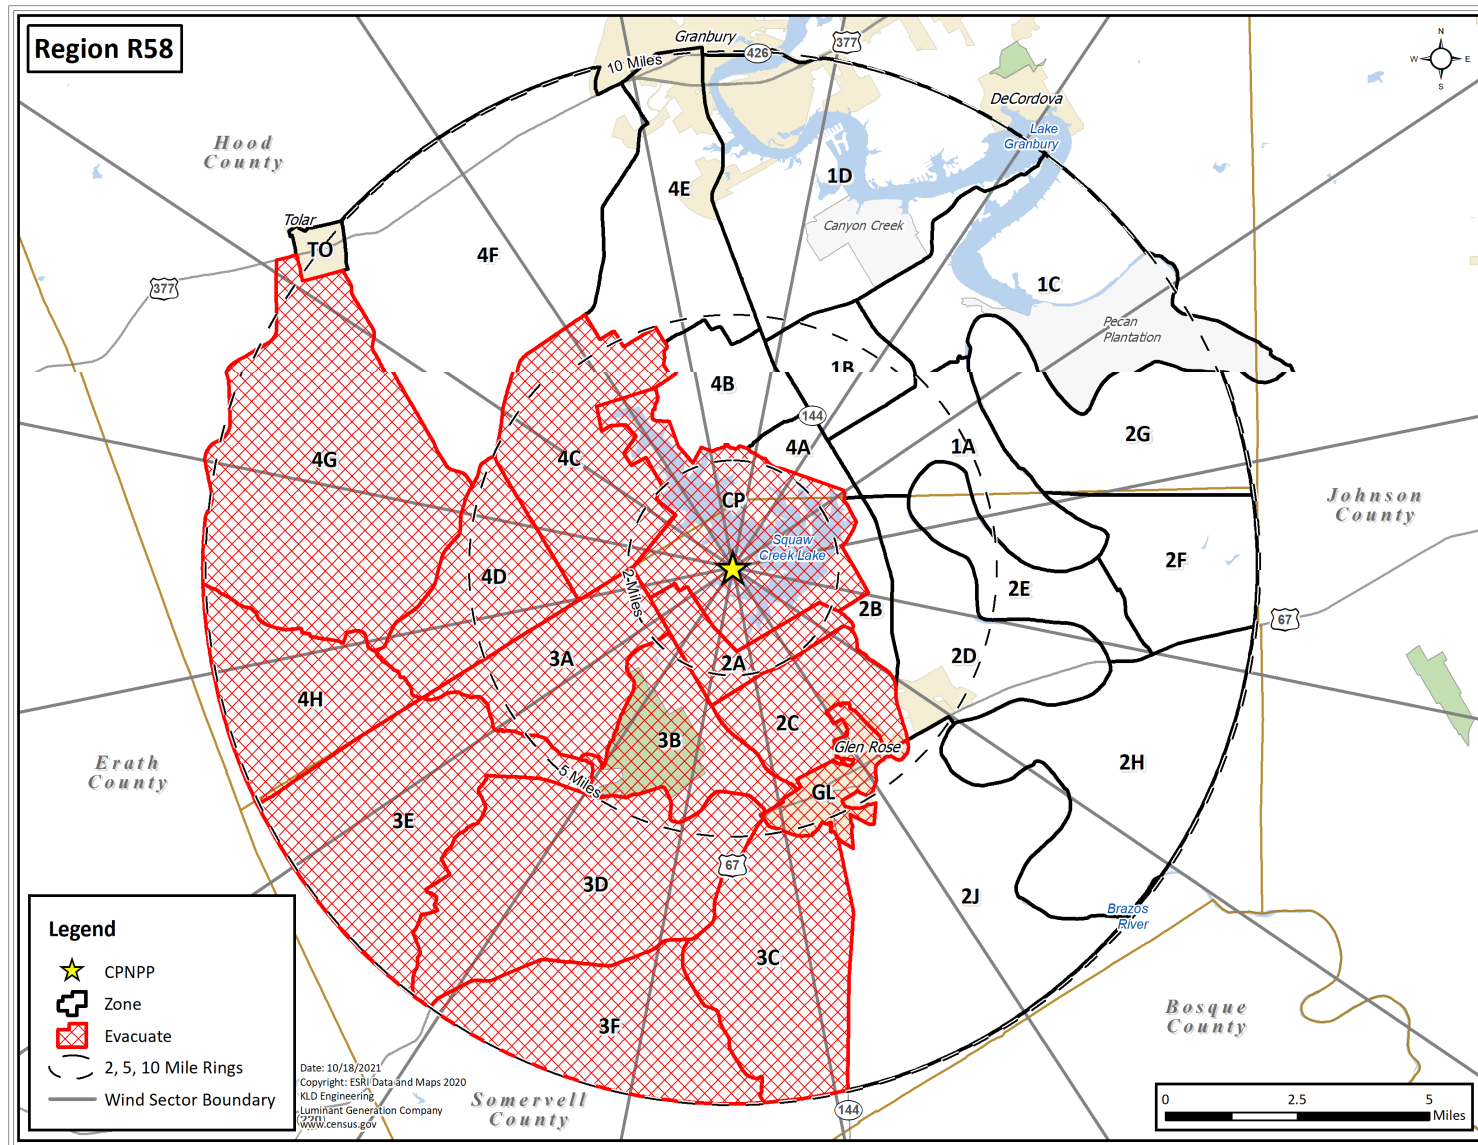 Region R58
Granbury
377
426
10 Miles
N
W
E
S
DeCordova
Lake
Granbury
Hood
County
4E
1D
Tolar
TO
4F
Canyon Creek
377
1C
Pecan
Plantation
1B
4B
144
4A
1A
2G
4G
4C
CP
Johnson
County
Squaw
Creek Lake
2F
4D
2-Miles
2E
2B
67
3A
2A
2D
4H
2C
3B
Glen Rose
Erath
County
5 Miles
2H
GL
3E
67
3D
2J
Brazos
River
3C
Bosque
County
3F
Legend
CPNPP
Zone
Evacuate
2, 5, 10 Mile Rings
Wind Sector Boundary
Date: 10/18/2021
Copyright: ESRI Data and Maps 2020
KLD Engineering
Luminant Generation Company
www.census.gov
Somervell
County
144
0
2.5
5
Miles